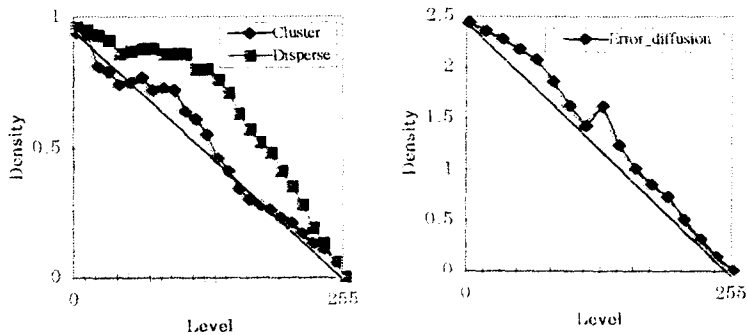 1
Cluster
Disperse
0.5
Density
0
0
255
Level
2.5
Error_diffusion
2
1.5
Density
1
0.5
0
0
255
Level